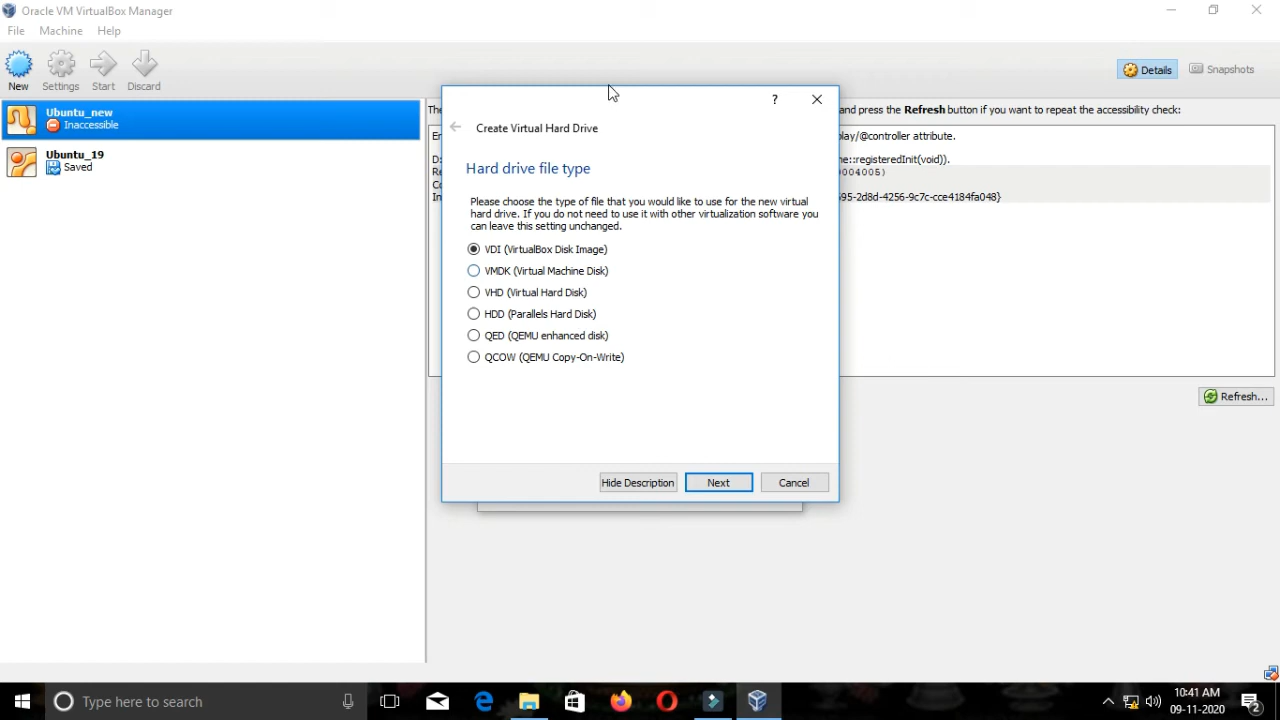 Oracle VM VirtualBox Manager
File Machine Help
New Settings Start Discard
Details Snapshots
Ubuntu_new
Inaccessible
Ubuntu_19
Saved
The
and press the Refresh button if you want to repeat the accessibility check:
play/@controller attribute.
D:
ne::registeredInit(void)).
0004005)
595-2d8d-4256-9c7c-cce4184fa048}
Refresh...
?
Create Virtual Hard Drive
Hard drive file type
Please choose the type of file that you would like to use for the new virtual
hard drive. If you do not need to use it with other virtualization software you
can leave this setting unchanged.
VDI (VirtualBox Disk Image)
VMDK (Virtual Machine Disk)
VHD (Virtual Hard Disk)
HDD (Parallels Hard Disk)
QED (QEMU enhanced disk)
QCOW (QEMU Copy-On-Write)
Hide Description Next Cancel
Type here to search
10:41 AM
09-11-2020
2